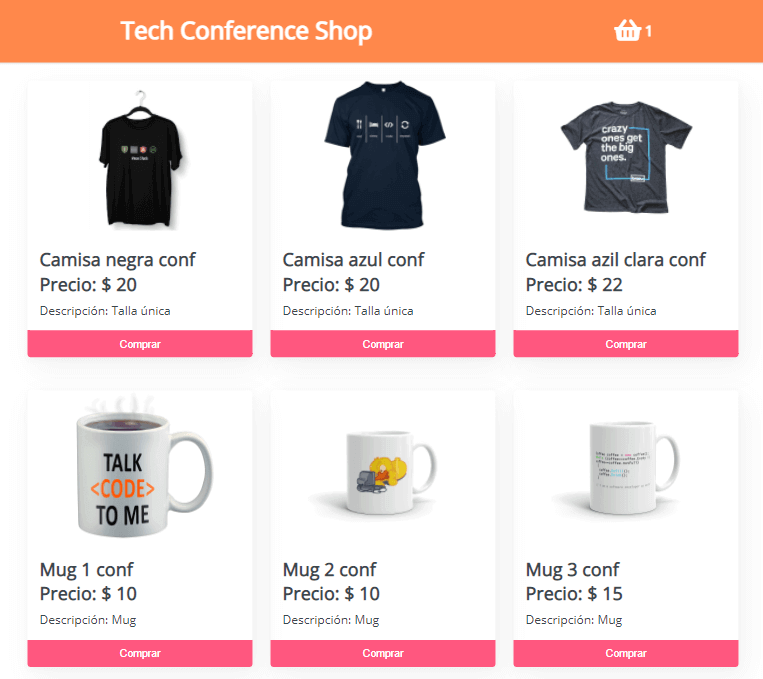 Tech Conference Shop
1
crazy
ones get
the big
ones.
Camisa negra conf
Precio: $ 20
Descripción: Talla única
Comprar
Camisa azul conf
Precio: $ 20
Descripción: Talla única
Comprar
Camisa azil clara conf
Precio: $ 22
Descripción: Talla única
Comprar
TALK
<CODE>
TO ME
Mug 1 conf
Precio: $ 10
Descripción: Mug
Comprar
Mug 2 conf
Precio: $ 10
Descripción: Mug
Comprar
Mug 3 conf
Precio: $ 15
Descripción: Mug
Comprar